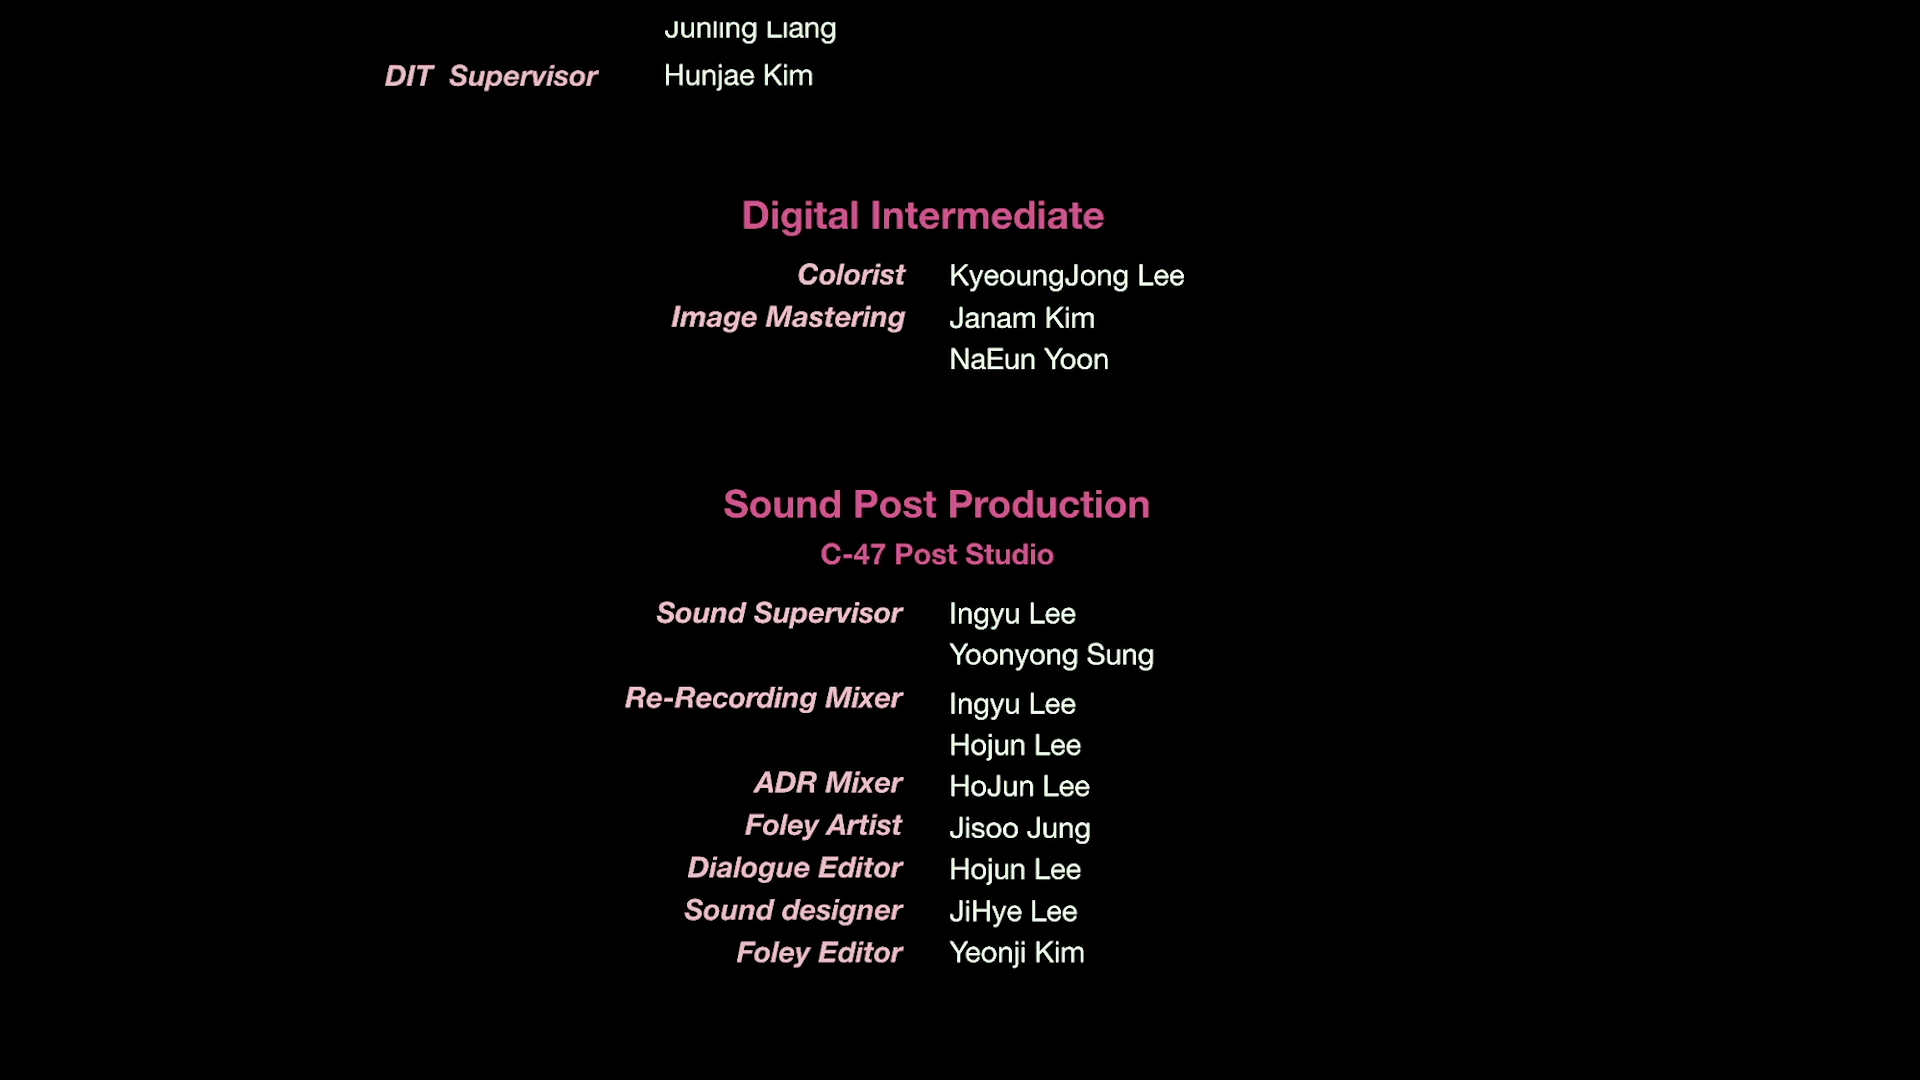 Junling Liang
DIT Supervisor Hunjae Kim
Digital Intermediate
Colorist KyeoungJong Lee
Image Mastering Janam Kim
NaEun Yoon
Sound Post Production
C-47 Post Studio
Sound Supervisor Ingyu Lee
Yoonyong Sung
Re-Recording Mixer Ingyu Lee
Hojun Lee
ADR Mixer HoJun Lee
Foley Artist Jisoo Jung
Dialogue Editor Hojun Lee
Sound designer JiHye Lee
Foley Editor Yeonji Kim